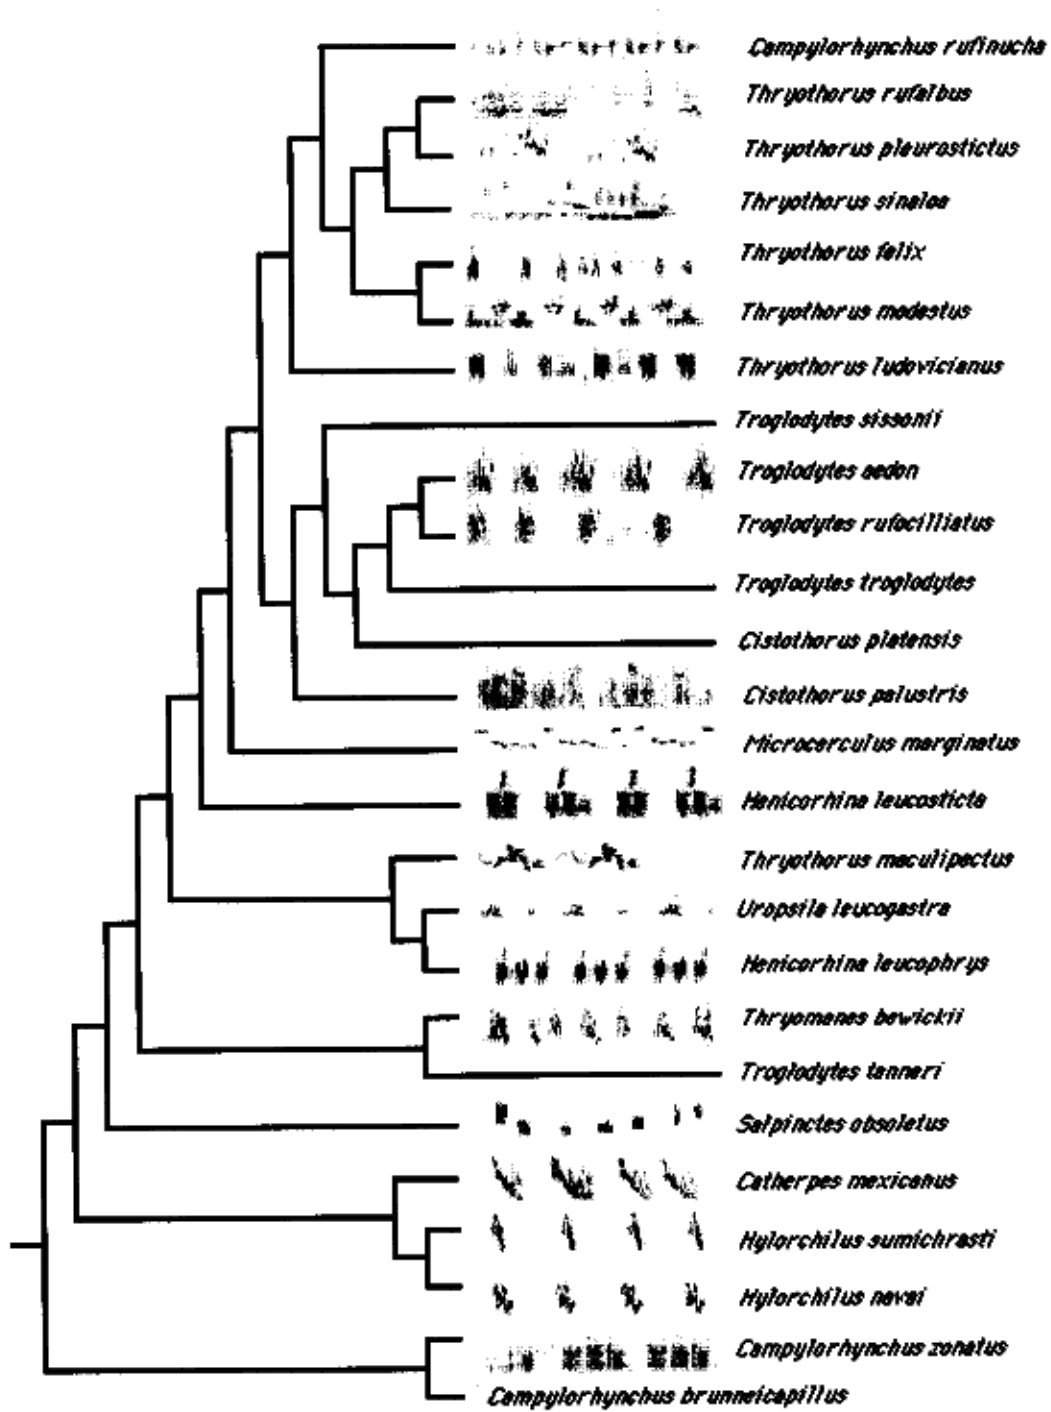 Campylorhynchus rufinucha
Thryothorus rufalbus
Thryothorus pleurostictus
Thryothorus sinaloa
Thryothorus felix
Thryothorus modestus
Thryothorus ludovicianus
Troglodytes sissonii
Troglodytes aedon
Troglodytes rufocilliatus
Troglodytes troglodytes
Cistothorus platensis
Cistothorus palustris
Microcerculus marginatus
Henicorhina leucosticta
Thryothorus maculipectus
Uropsila leucogastra
Henicorhina leucophrys
Thryomanes bewickii
Troglodytes tanneri
Salpinctes obsoletus
Catherpes mexicanus
Hylorchilus sumichrasti
Hylorchilus navai
Campylorhynchus zonatus
Campylorhynchus brunneicapillus